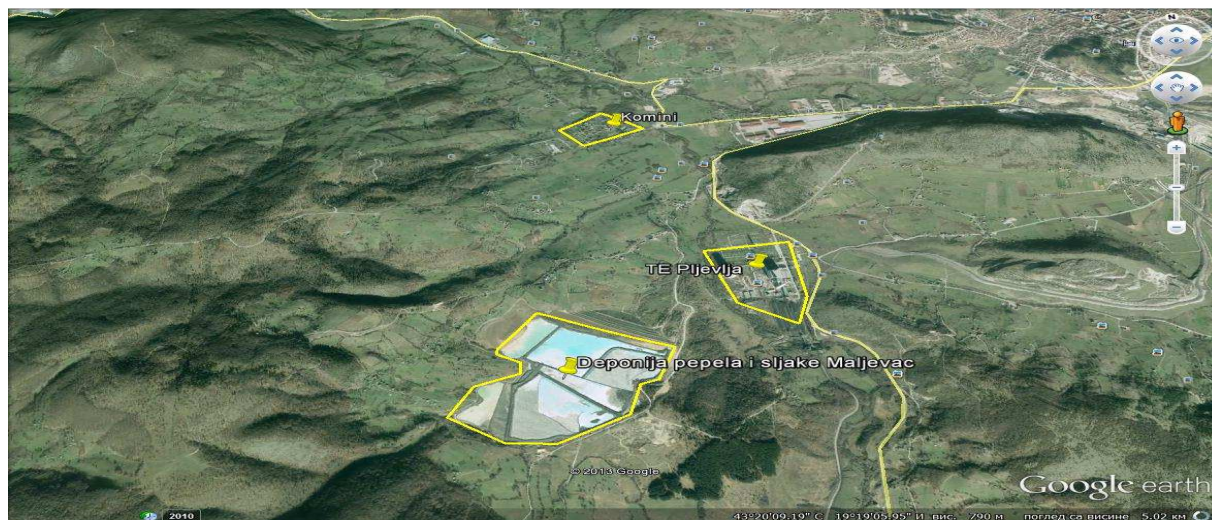 N
Komini
TE Pljevlja
Deponija pepela i sljake Maljevac
© 2013 Google
Google earth
2010
43°20'09.19" С 19°19'05.95" И вис. 790 м поглед са висине 5.02 км